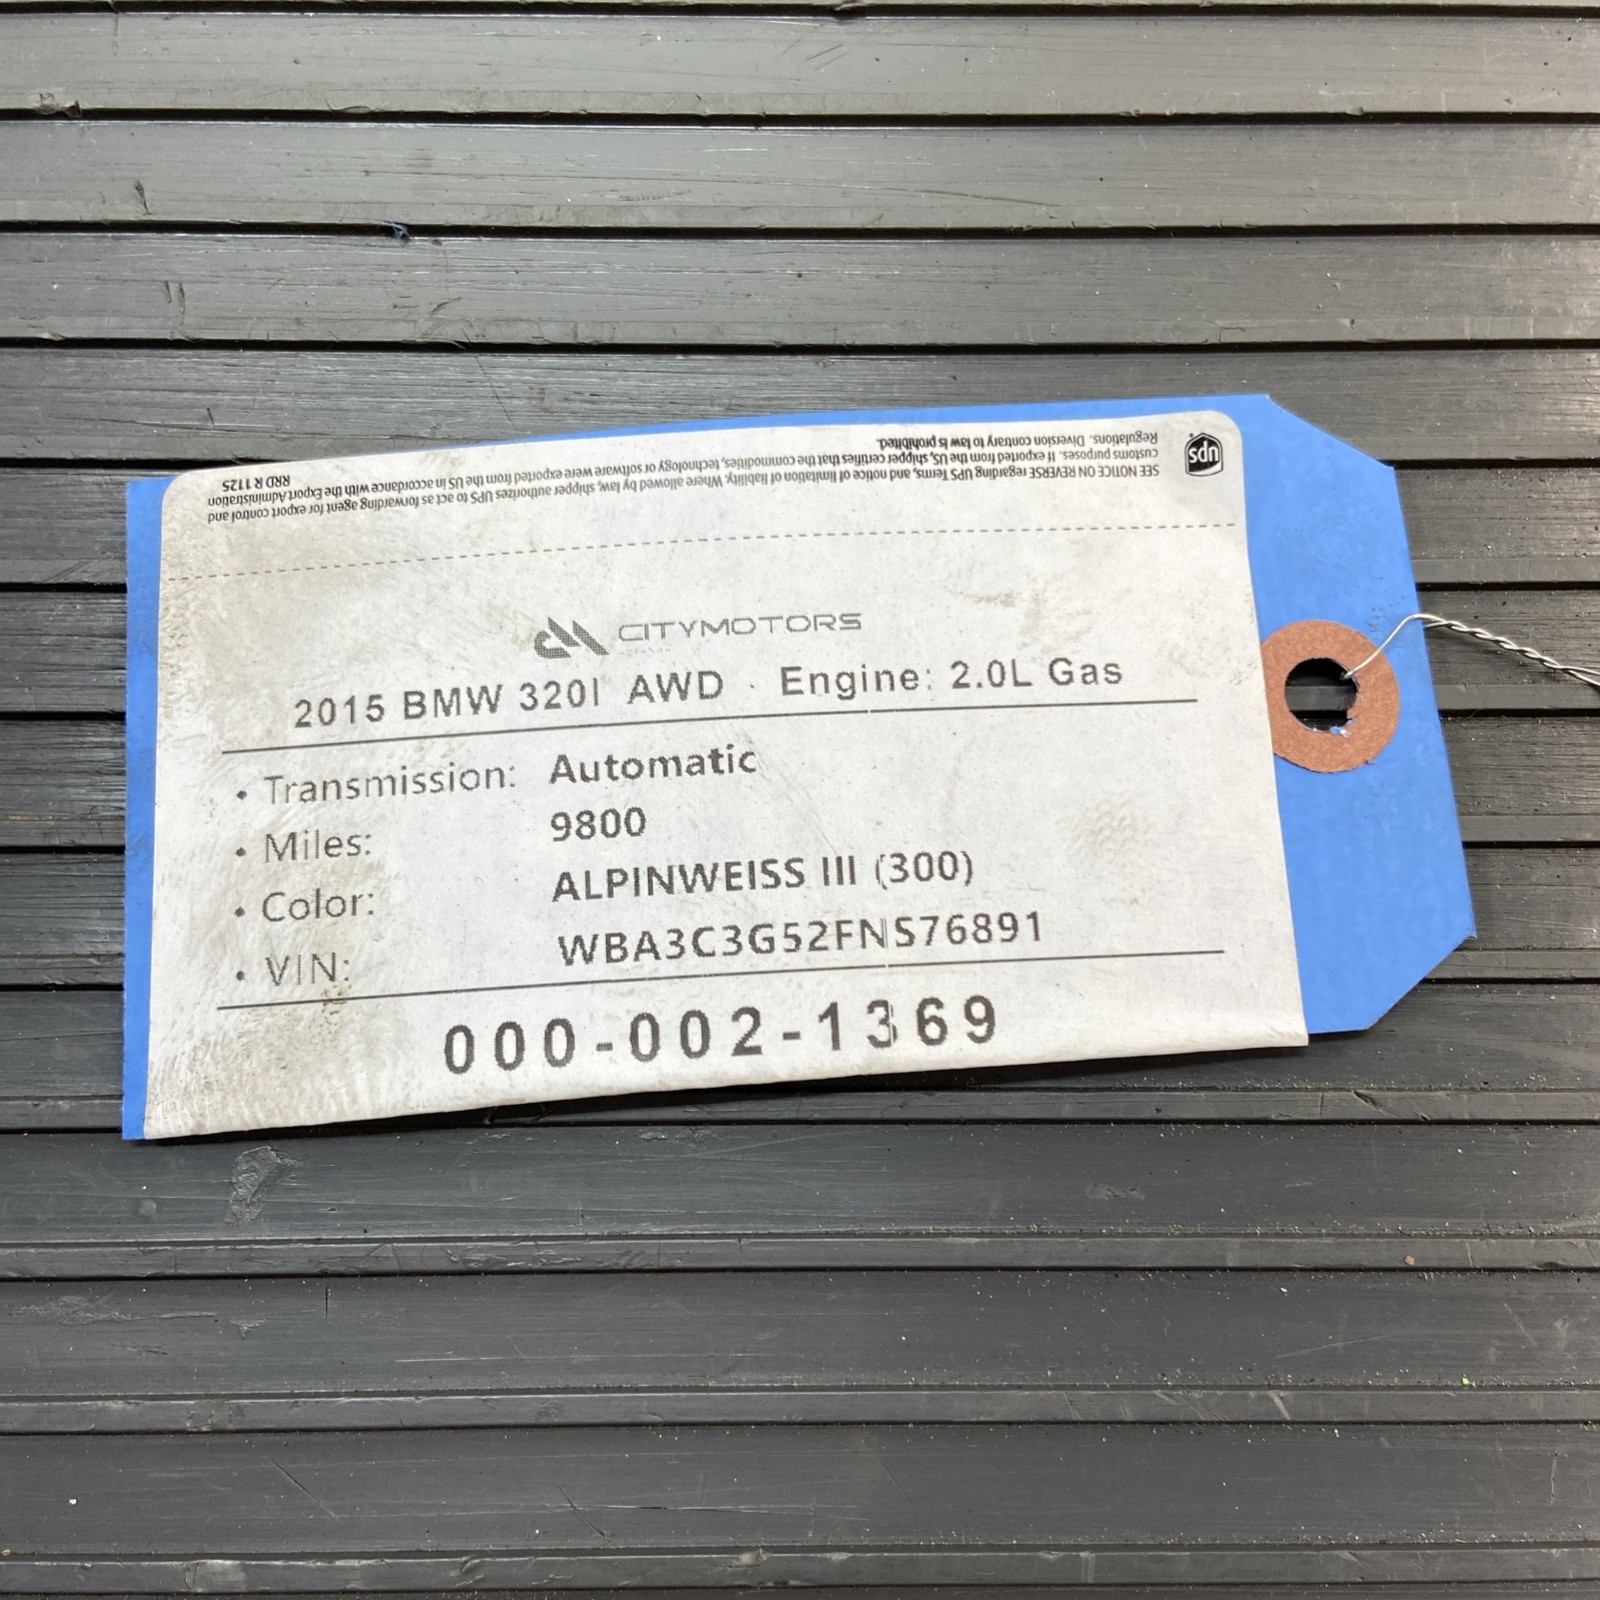 SEE NOTICE ON REVERSE regarding UPS Terms, and notice of limitation of liability. Where allowed by law, shipper authorizes UPS to act as forwarding agent for export control and
customs purposes. If exported from the US, shipper certifies that the commodities, technology or software were exported from the US in accordance with the Export Administration
Regulations. Diversion contrary to law is prohibited.
RRD R 1125
ups
CITYMOTORS
2015 BMW 320I AWD · Engine: 2.0L Gas
• Transmission: Automatic
• Miles: 9800
• Color: ALPINWEISS III (300)
• VIN: WBA3C3G52FNS76891
000-002-1369